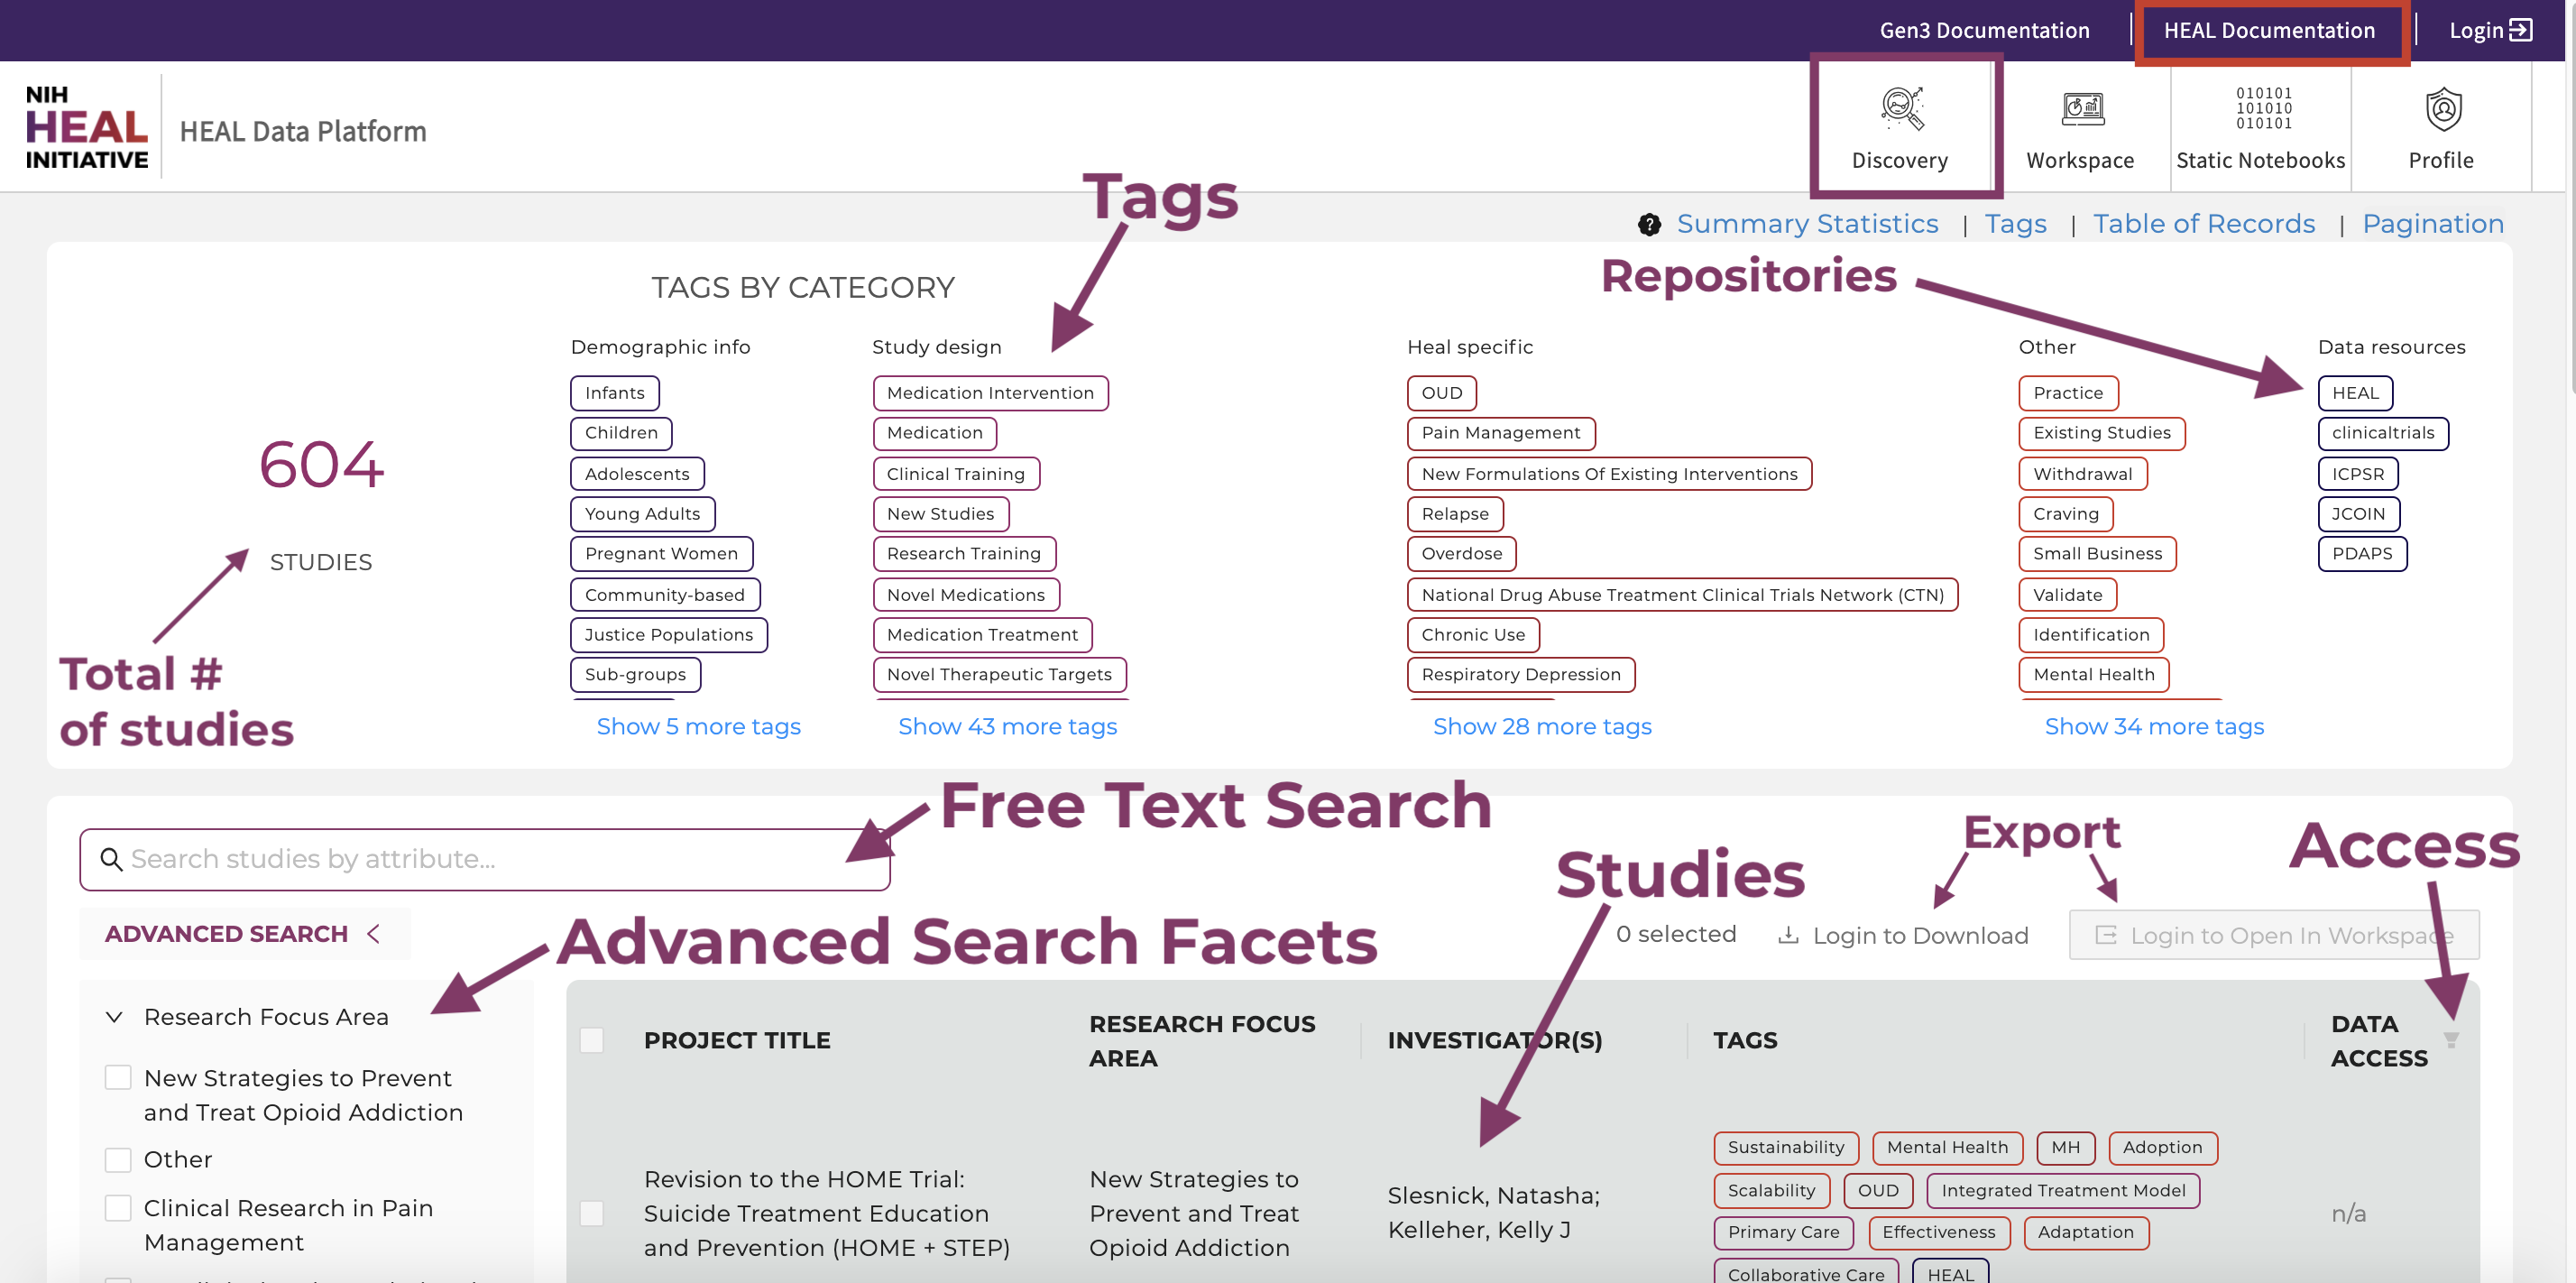 Gen3 Documentation | HEAL Documentation | Login
NIH
HEAL
INITIATIVE
HEAL Data Platform
010101
101010
010101
Discovery
Workspace
Static Notebooks
Profile
Tags
? Summary Statistics | Tags | Table of Records | Pagination
Repositories
TAGS BY CATEGORY
604
STUDIES
Total #
of studies
Demographic info
Infants
Children
Adolescents
Young Adults
Pregnant Women
Community-based
Justice Populations
Sub-groups
Show 5 more tags
Study design
Medication Intervention
Medication
Clinical Training
New Studies
Research Training
Novel Medications
Medication Treatment
Novel Therapeutic Targets
Show 43 more tags
Heal specific
OUD
Pain Management
New Formulations Of Existing Interventions
Relapse
Overdose
National Drug Abuse Treatment Clinical Trials Network (CTN)
Chronic Use
Respiratory Depression
Show 28 more tags
Other
Practice
Existing Studies
Withdrawal
Craving
Small Business
Validate
Identification
Mental Health
Show 34 more tags
Data resources
HEAL
clinicaltrials
ICPSR
JCOIN
PDAPS
Free Text Search
Search studies by attribute...
Export
Access
Studies
Advanced Search Facets
ADVANCED SEARCH <
0 selected
Login to Download
Login to Open In Workspace
Research Focus Area
New Strategies to Prevent
and Treat Opioid Addiction
Other
Clinical Research in Pain
Management
PROJECT TITLE
RESEARCH FOCUS
AREA
INVESTIGATOR(S)
TAGS
DATA
ACCESS
Revision to the HOME Trial:
Suicide Treatment Education
and Prevention (HOME + STEP)
New Strategies to
Prevent and Treat
Opioid Addiction
Slesnick, Natasha;
Kelleher, Kelly J
Sustainability Mental Health MH Adoption
Scalability OUD Integrated Treatment Model
Primary Care Effectiveness Adaptation
Collaborative Care HEAL
n/a